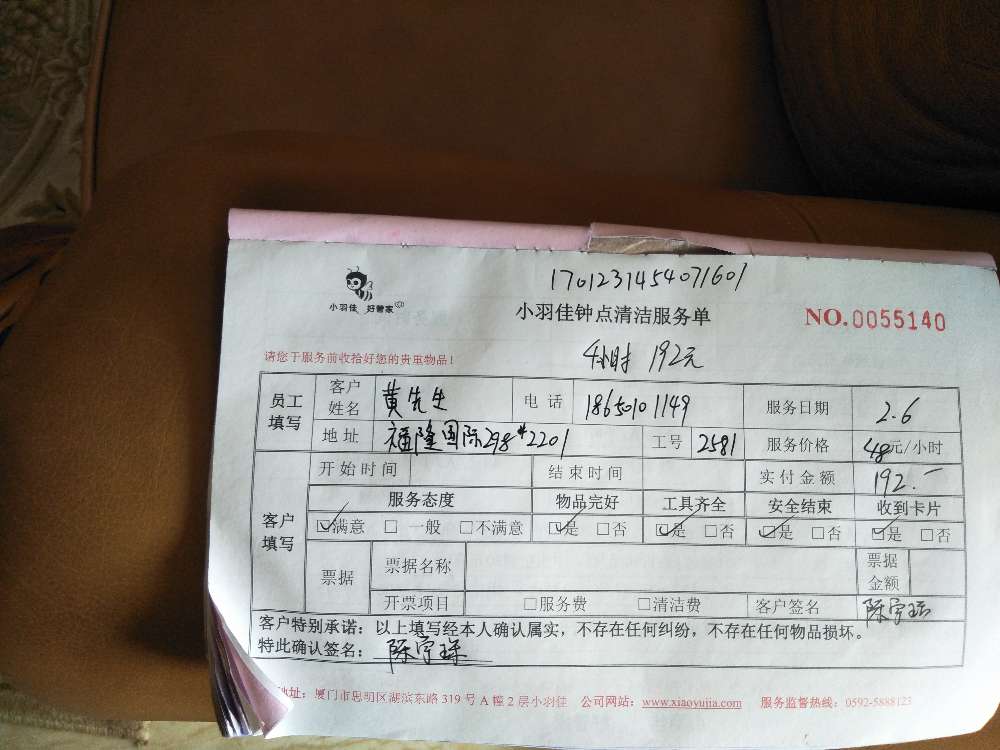 1701231454071601
小羽佳 好管家
小羽佳钟点清洁服务单
NO.0055140
请您于服务前收拾好您的贵重物品!
4小时 192元
员工填写 客户姓名 黄先生 电话 18650101149 服务日期 2.6
地址 福隆国际298#2201 工号 2581 服务价格 48元/小时
客户填写 开始时间 结束时间 实付金额 192.-
服务态度 物品完好 工具齐全 安全结束 收到卡片
☑满意 □一般 □不满意 ☑是 □否 ☑是 □否 ☑是 □否 ☑是 □否
票据 票据名称 票据金额
开票项目 □服务费 □清洁费 客户签名 陈宇
客户特别承诺：以上填写经本人确认属实，不存在任何纠纷，不存在任何物品损坏。
特此确认签名：陈宇
地址：厦门市思明区湖滨东路 319 号 A 幢 2 层小羽佳 公司网站：www.xiaoyujia.com 服务监督热线：0592-5888123